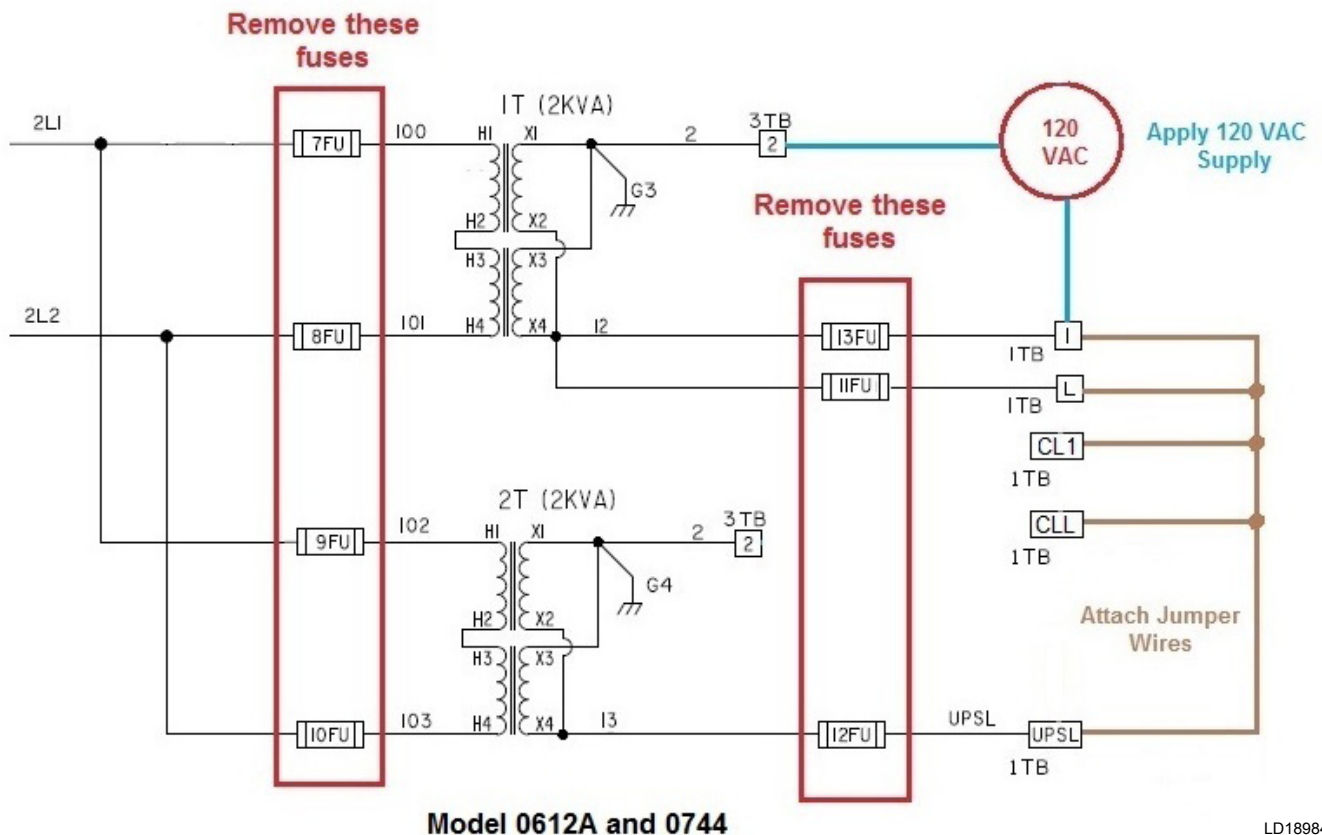 Remove these
fuses
1T (2KVA)
2L1
7FU
100
H1
X1
2
3TB
2
120
VAC
Apply 120 VAC
Supply
G3
Remove these
fuses
H2
X2
H3
X3
2L2
8FU
101
H4
X4
12
13FU
1
1TB
11FU
L
1TB
CL1
1TB
2T (2KVA)
CLL
1TB
9FU
102
H1
X1
2
3TB
2
G4
H2
X2
H3
X3
Attach Jumper
Wires
10FU
103
H4
X4
13
12FU
UPSL
UPSL
1TB
Model 0612A and 0744